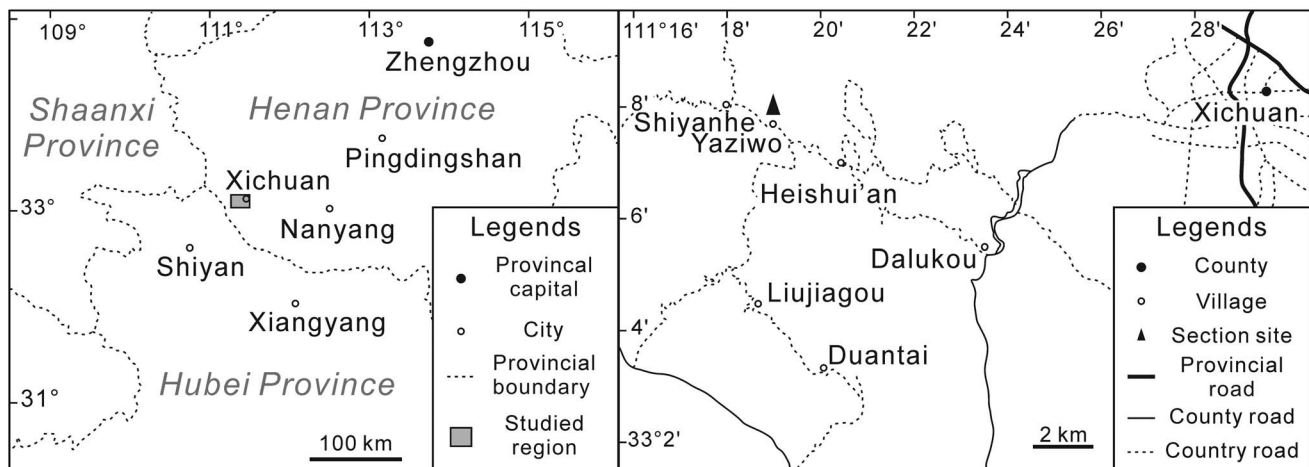 109°
111°
113°
115°
Zhengzhou
Shaanxi
Province
Henan Province
Pingdingshan
Xichuan
33°
Nanyang
Shiyan
Xiangyang
Hubei Province
31°
100 km
Legends
Provincal
capital
City
Provincial
boundary
Studied
region
111°16'
20'
22'
24'
28'
8'
Shiyanhe
Yaziwo
Xichuan
Heishui'an
6'
Dalukou
Liujiagou
4'
Duantai
33°2'
2 km
Legends
County
Village
Section site
Provincial
road
County road
Country road